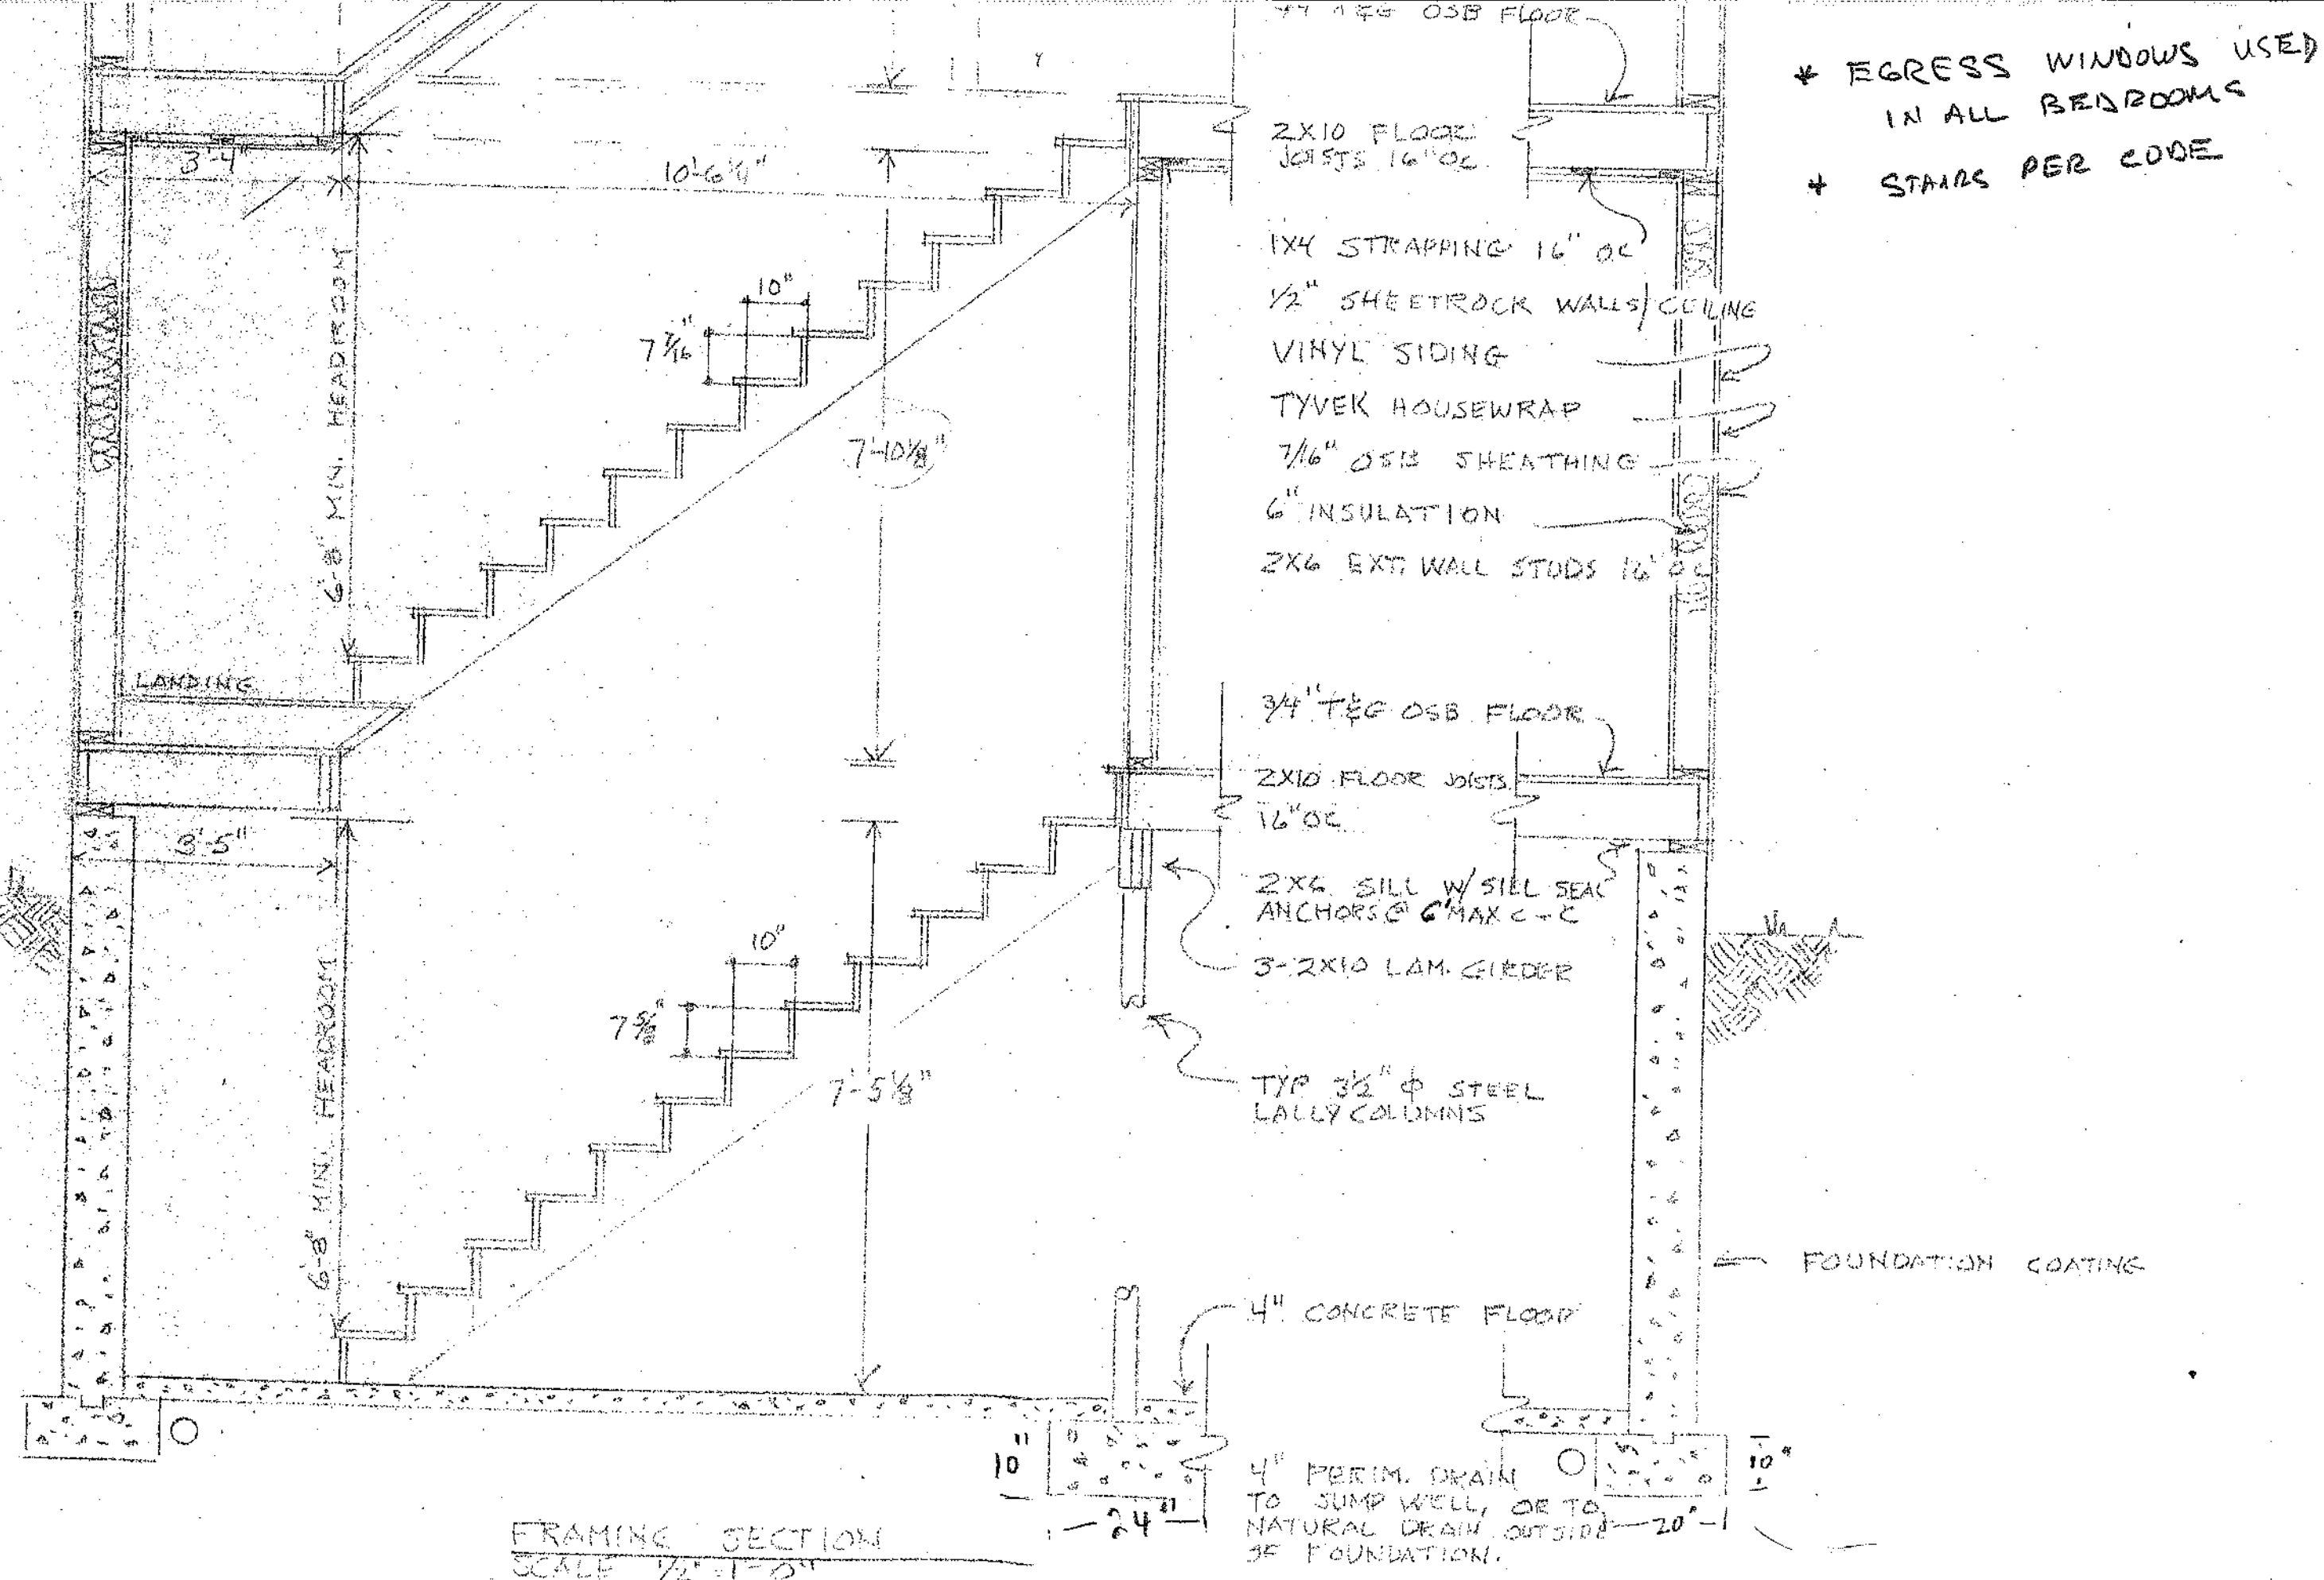 OSB FLOOR
* EGRESS WINDOWS USED
IN ALL BEDROOMS
* STAIRS PER CODE
3'-4"
10'-6 1/4"
2X10 FLOOR
JOISTS 16" OC
6'-8" MIN. HEADROOM
1X4 STRAPPING 16" OC
1/2" SHEETROCK WALLS/CEILING
10"
7 7/16"
VINYL SIDING
TYVEK HOUSEWRAP
7'-10 1/8"
7/16" OSB SHEATHING
6" INSULATION
2X6 EXT. WALL STUDS 16" OC
LANDING
3/4" T&G OSB FLOOR
2X10 FLOOR JOISTS
16" OC
3'-5"
2X6 SILL W/ SILL SEAL
ANCHORS @ 6' MAX C-C
10"
3-2X10 LAM. GIRDER
7 5/8"
6'-8" MIN. HEADROOM
7'-5 1/8"
TYP 3 1/2" φ STEEL
LALLY COLUMNS
FOUNDATION COATING
4" CONCRETE FLOOR
10"
24"
4" PERIM. DRAIN
TO SUMP WELL, OR TO
NATURAL DRAIN OUTSIDE
OF FOUNDATION.
10"
20"
FRAMING SECTION
SCALE 1/2"=1'-0"